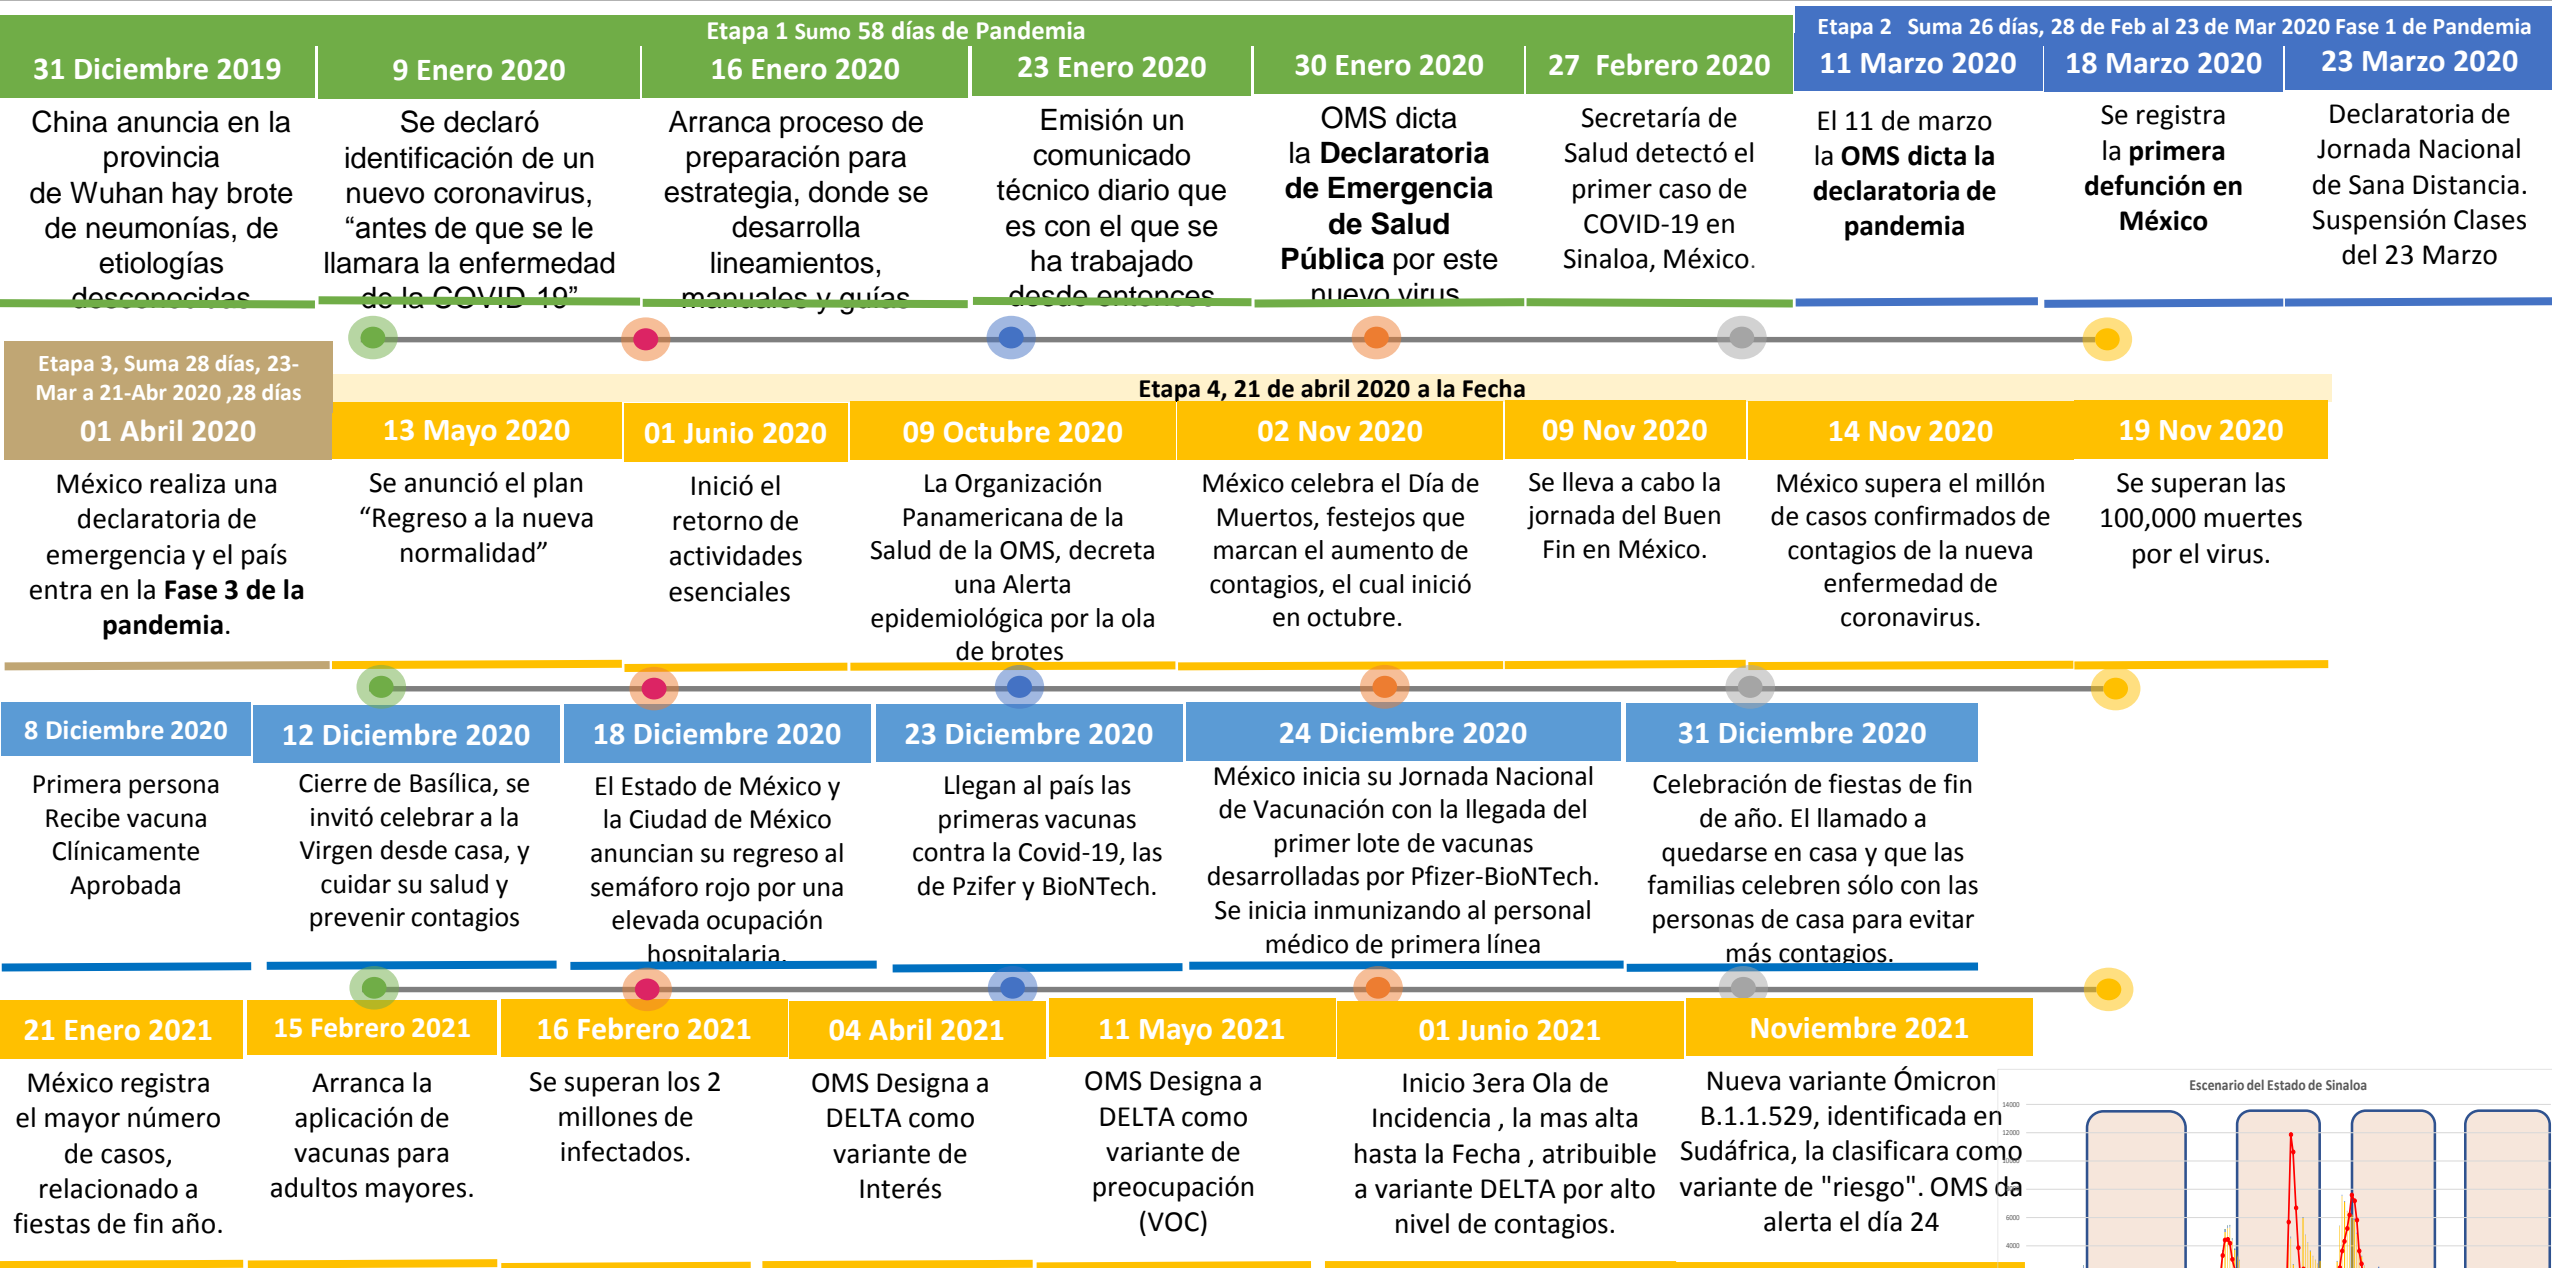 Etapa 1 Sumo 58 días de Pandemia
Etapa 2 Suma 26 días, 28 de Feb al 23 de Mar 2020 Fase 1 de Pandemia
31 Diciembre 2019
China anuncia en la
provincia
de Wuhan hay brote
de neumonías, de
etiologías
desconocidas
9 Enero 2020
Se declaró
identificación de un
nuevo coronavirus,
“antes de que se le
llamara la enfermedad
de la COVID-19”
16 Enero 2020
Arranca proceso de
preparación para
estrategia, donde se
desarrolla
lineamientos,
manuales y guías
23 Enero 2020
Emisión un
comunicado
técnico diario que
es con el que se
ha trabajado
desde entonces
30 Enero 2020
OMS dicta
la Declaratoria
de Emergencia
de Salud
Pública por este
nuevo virus
27 Febrero 2020
Secretaría de
Salud detectó el
primer caso de
COVID-19 en
Sinaloa, México.
11 Marzo 2020
El 11 de marzo
la OMS dicta la
declaratoria de
pandemia
18 Marzo 2020
Se registra
la primera
defunción en
México
23 Marzo 2020
Declaratoria de
Jornada Nacional
de Sana Distancia.
Suspensión Clases
del 23 Marzo
Etapa 3, Suma 28 días, 23-
Mar a 21-Abr 2020 ,28 días
Etapa 4, 21 de abril 2020 a la Fecha
01 Abril 2020
México realiza una
declaratoria de
emergencia y el país
entra en la Fase 3 de la
pandemia.
13 Mayo 2020
Se anunció el plan
“Regreso a la nueva
normalidad”
01 Junio 2020
Inició el
retorno de
actividades
esenciales
09 Octubre 2020
La Organización
Panamericana de la
Salud de la OMS, decreta
una Alerta
epidemiológica por la ola
de brotes
02 Nov 2020
México celebra el Día de
Muertos, festejos que
marcan el aumento de
contagios, el cual inició
en octubre.
09 Nov 2020
Se lleva a cabo la
jornada del Buen
Fin en México.
14 Nov 2020
México supera el millón
de casos confirmados de
contagios de la nueva
enfermedad de
coronavirus.
19 Nov 2020
Se superan las
100,000 muertes
por el virus.
8 Diciembre 2020
Primera persona
Recibe vacuna
Clínicamente
Aprobada
12 Diciembre 2020
Cierre de Basílica, se
invitó celebrar a la
Virgen desde casa, y
cuidar su salud y
prevenir contagios
18 Diciembre 2020
El Estado de México y
la Ciudad de México
anuncian su regreso al
semáforo rojo por una
elevada ocupación
hospitalaria.
23 Diciembre 2020
Llegan al país las
primeras vacunas
contra la Covid-19, las
de Pzifer y BioNTech.
24 Diciembre 2020
México inicia su Jornada Nacional
de Vacunación con la llegada del
primer lote de vacunas
desarrolladas por Pfizer-BioNTech.
Se inicia inmunizando al personal
médico de primera línea
31 Diciembre 2020
Celebración de fiestas de fin
de año. El llamado a
quedarse en casa y que las
familias celebren sólo con las
personas de casa para evitar
más contagios.
21 Enero 2021
México registra
el mayor número
de casos,
relacionado a
fiestas de fin año.
15 Febrero 2021
Arranca la
aplicación de
vacunas para
adultos mayores.
16 Febrero 2021
Se superan los 2
millones de
infectados.
04 Abril 2021
OMS Designa a
DELTA como
variante de
Interés
11 Mayo 2021
OMS Designa a
DELTA como
variante de
preocupación
(VOC)
01 Junio 2021
Inicio 3era Ola de
Incidencia , la mas alta
hasta la Fecha , atribuible
a variante DELTA por alto
nivel de contagios.
Noviembre 2021
Nueva variante Ómicron
B.1.1.529, identificada en
Sudáfrica, la clasificara como
variante de "riesgo". OMS da
alerta el día 24
Escenario del Estado de Sinaloa
14000
12000
6000
4000